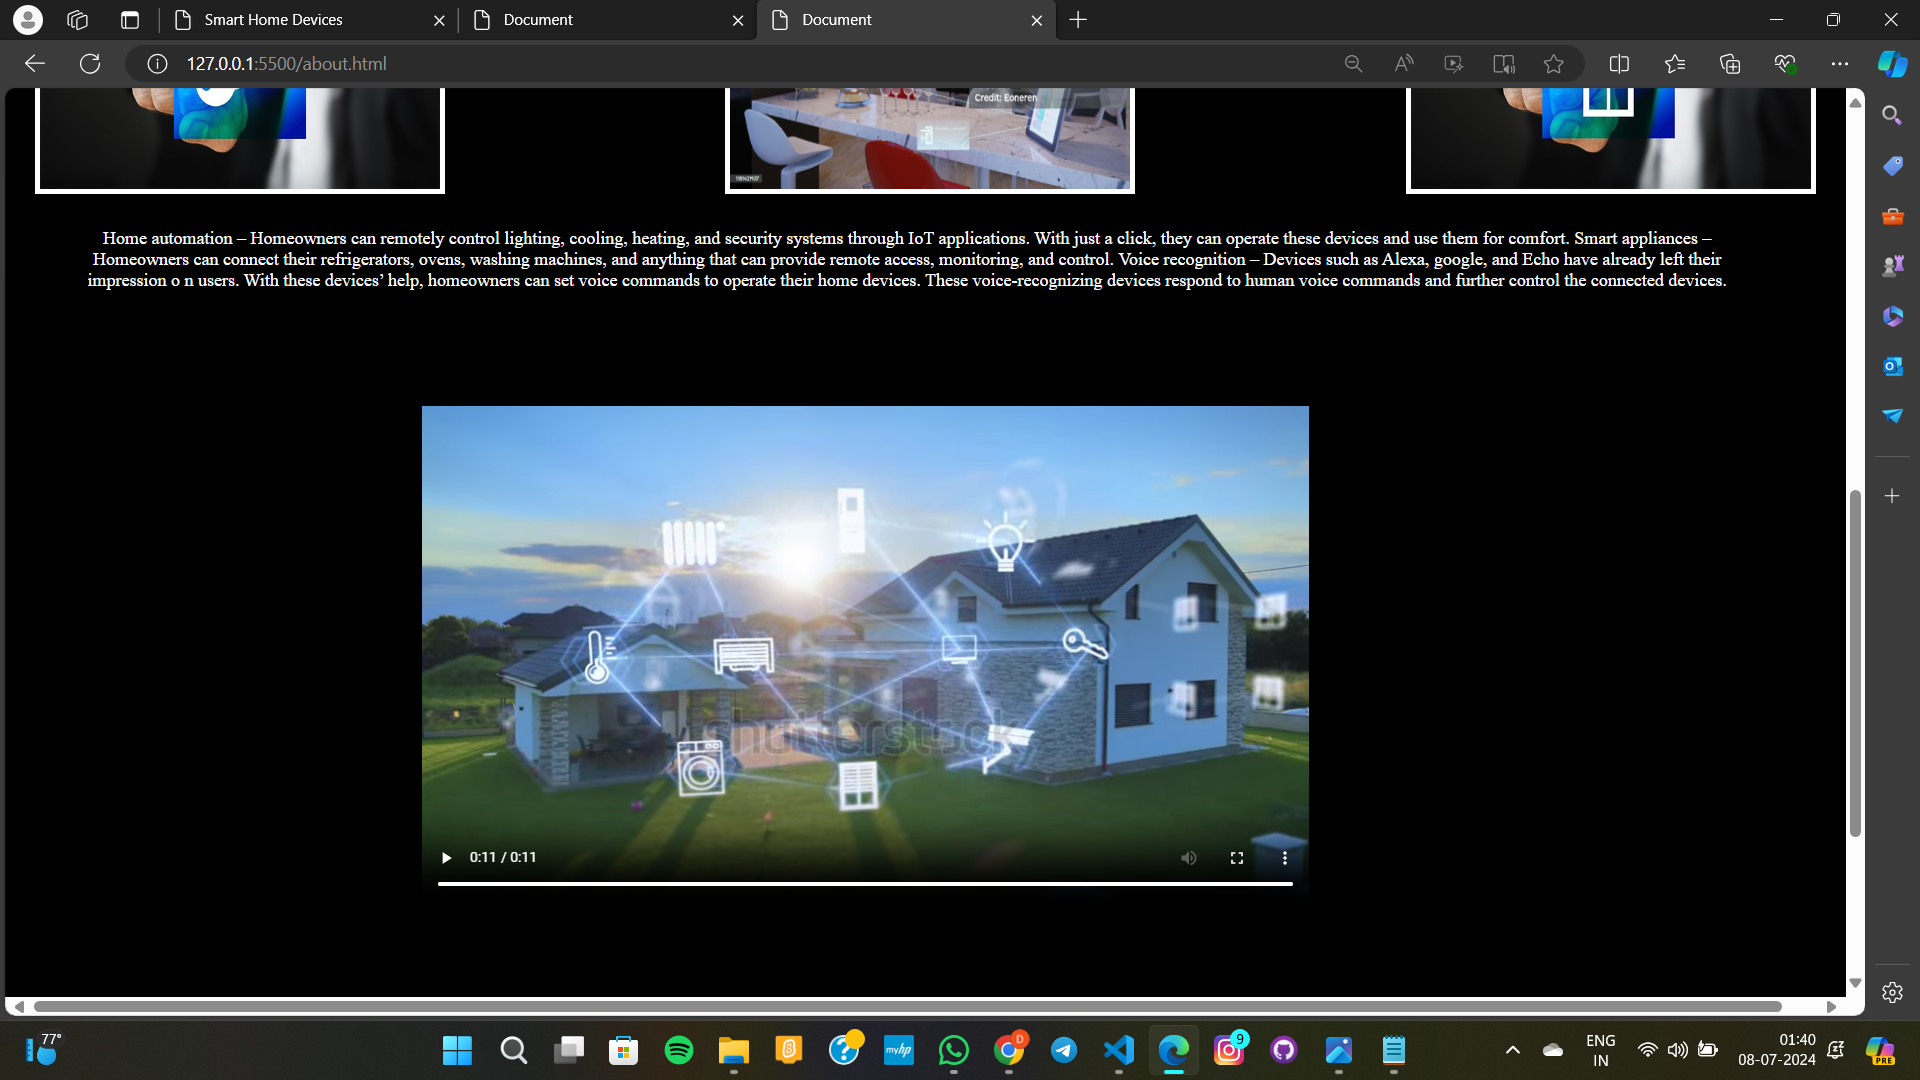 Smart Home Devices
Document
Document
127.0.0.1:5500/about.html
Credit: Eoneren
1181421937
Home automation – Homeowners can remotely control lighting, cooling, heating, and security systems through IoT applications. With just a click, they can operate these devices and use them for comfort. Smart appliances –
Homeowners can connect their refrigerators, ovens, washing machines, and anything that can provide remote access, monitoring, and control. Voice recognition – Devices such as Alexa, google, and Echo have already left their
impression o n users. With these devices’ help, homeowners can set voice commands to operate their home devices. These voice-recognizing devices respond to human voice commands and further control the connected devices.
shutterstock
0:11 / 0:11
77°
myhp
D
9
ENG
IN
01:40
08-07-2024
PRE